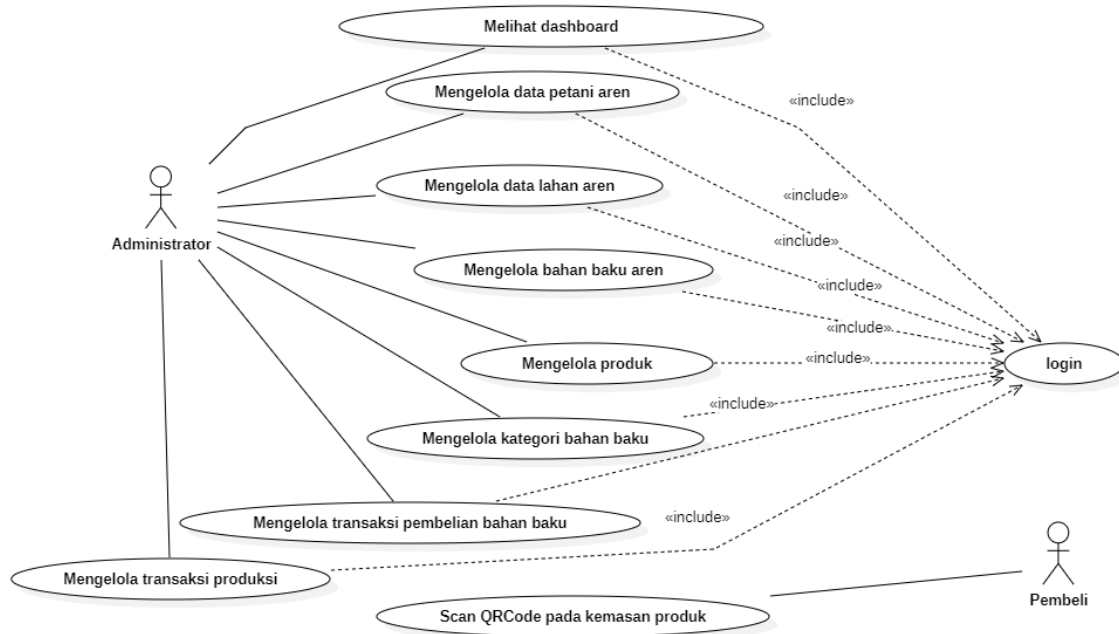 Melihat dashboard
Mengelola data petani aren
«include»
Mengelola data lahan aren
«include»
Administrator
«include»
Mengelola bahan baku aren
«include»
«include»
Mengelola produk
«include»
login
«include»
Mengelola kategori bahan baku
Mengelola transaksi pembelian bahan baku
«include»
Mengelola transaksi produksi
Pembeli
Scan QRCode pada kemasan produk